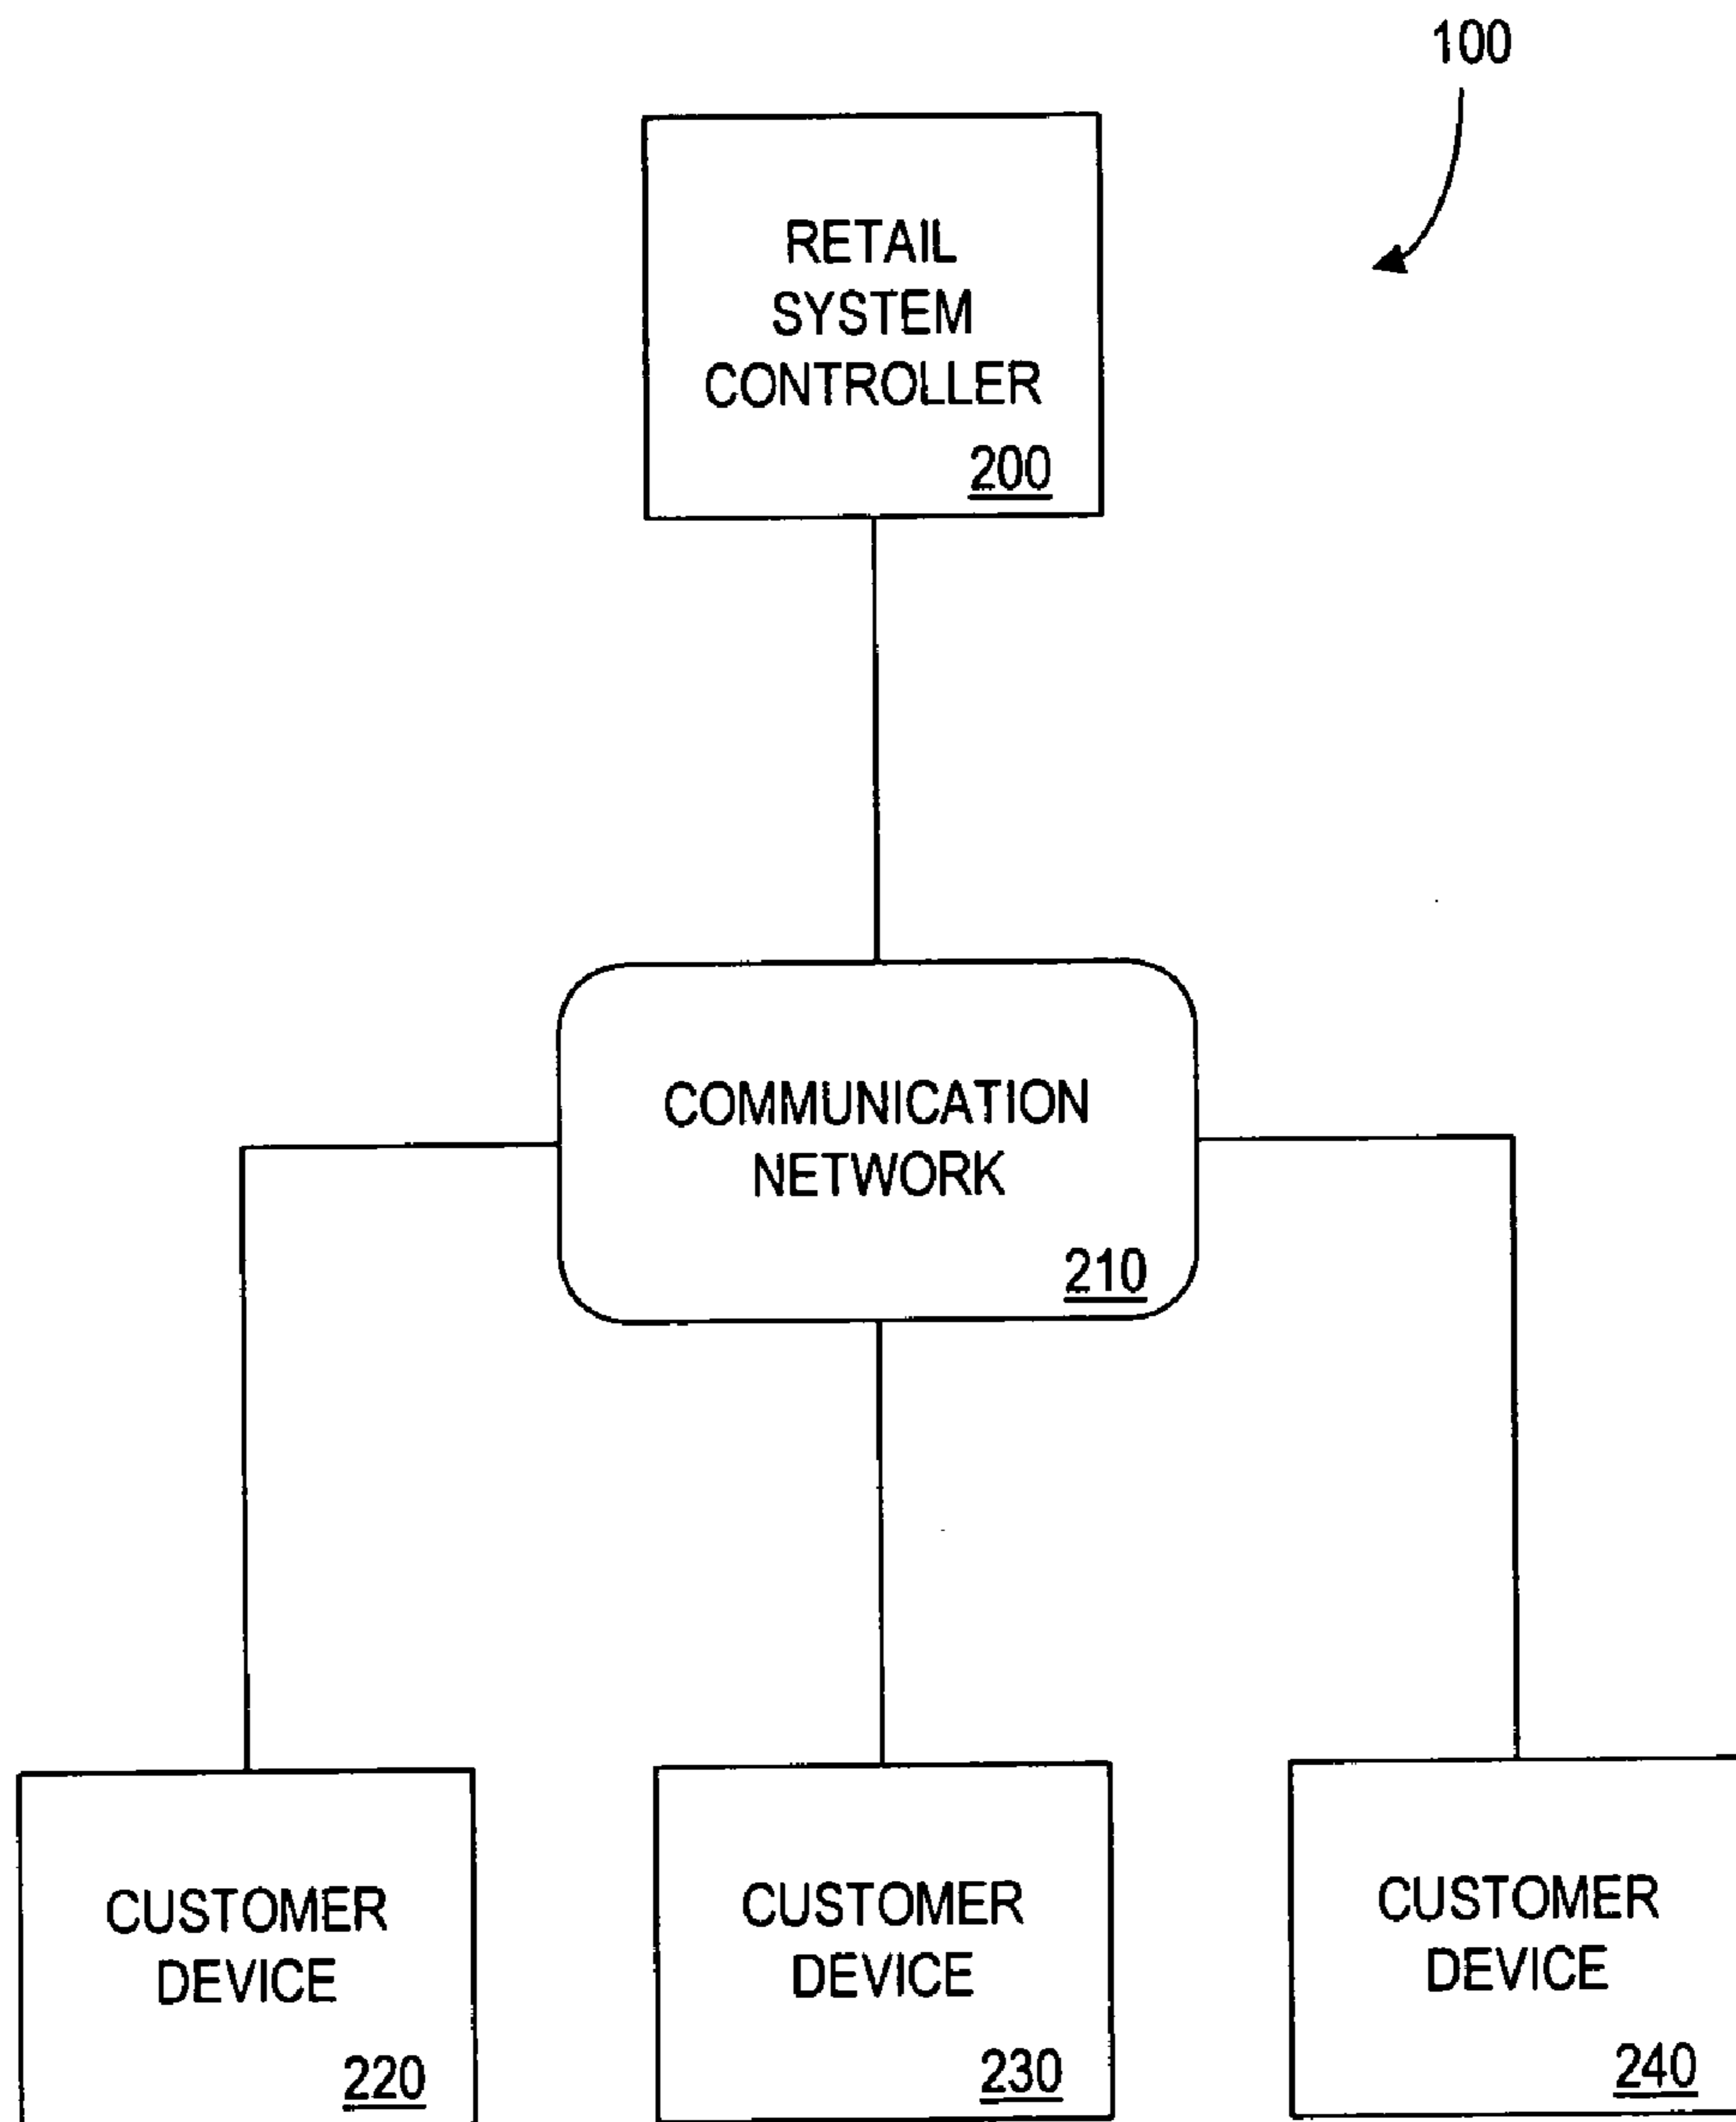 100
RETAIL
SYSTEM
CONTROLLER
200
COMMUNICATION
NETWORK
210
CUSTOMER
DEVICE
220
CUSTOMER
DEVICE
230
CUSTOMER
DEVICE
240